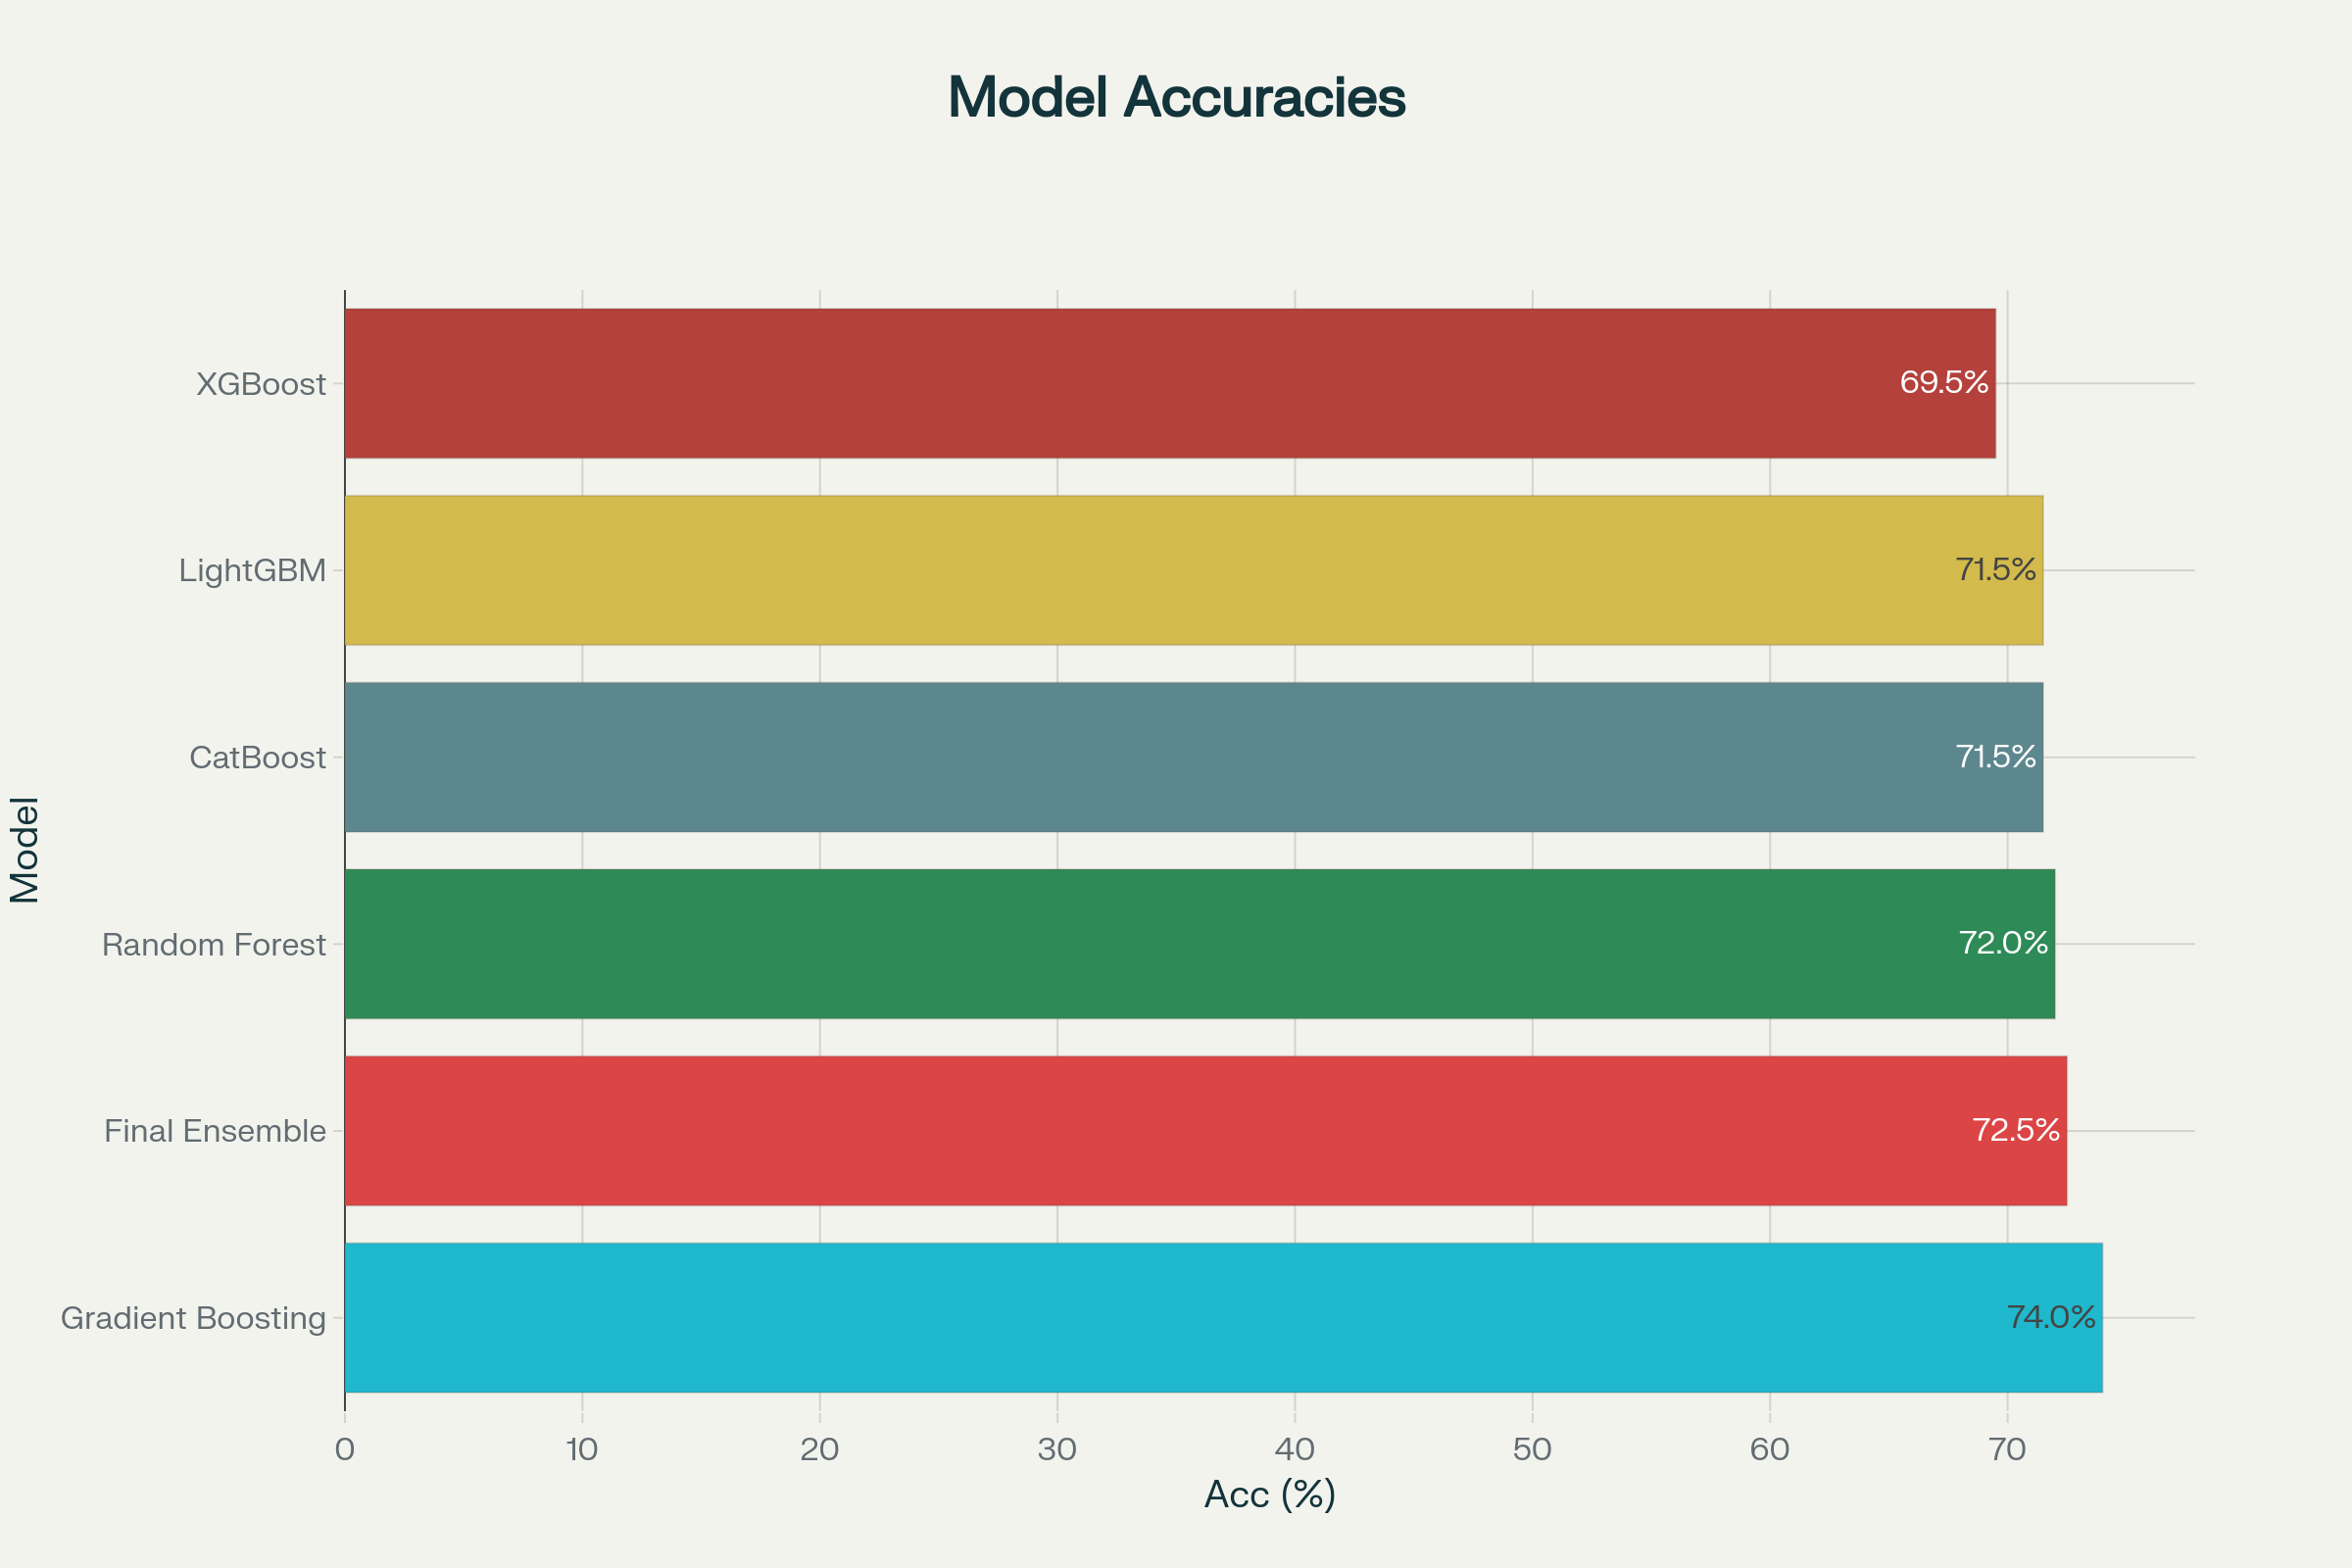 Model Accuracies
Model
XGBoost 69.5%
LightGBM 71.5%
CatBoost 71.5%
Random Forest 72.0%
Final Ensemble 72.5%
Gradient Boosting 74.0%
0 10 20 30 40 50 60 70
Acc (%)